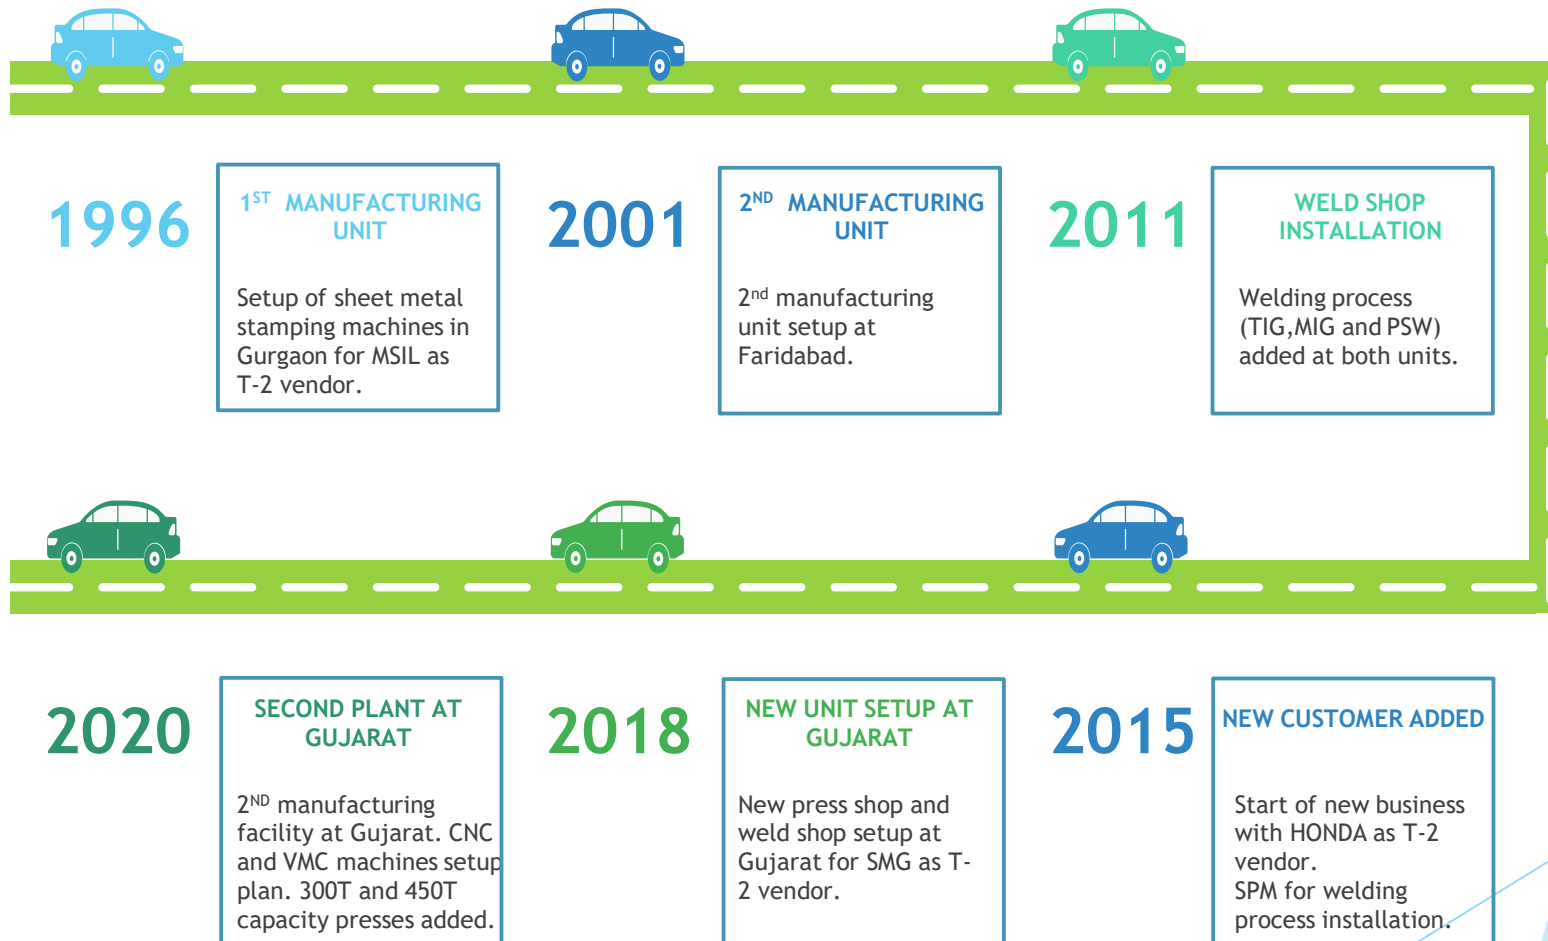 1996
1ST MANUFACTURING
UNIT
Setup of sheet metal
stamping machines in
Gurgaon for MSIL as
T-2 vendor.
2001
2ND MANUFACTURING
UNIT
2nd manufacturing
unit setup at
Faridabad.
2011
WELD SHOP
INSTALLATION
Welding process
(TIG,MIG and PSW)
added at both units.
2020
SECOND PLANT AT
GUJARAT
2ND manufacturing
facility at Gujarat. CNC
and VMC machines setup
plan. 300T and 450T
capacity presses added.
2018
NEW UNIT SETUP AT
GUJARAT
New press shop and
weld shop setup at
Gujarat for SMG as T-
2 vendor.
2015
NEW CUSTOMER ADDED
Start of new business
with HONDA as T-2
vendor.
SPM for welding
process installation.